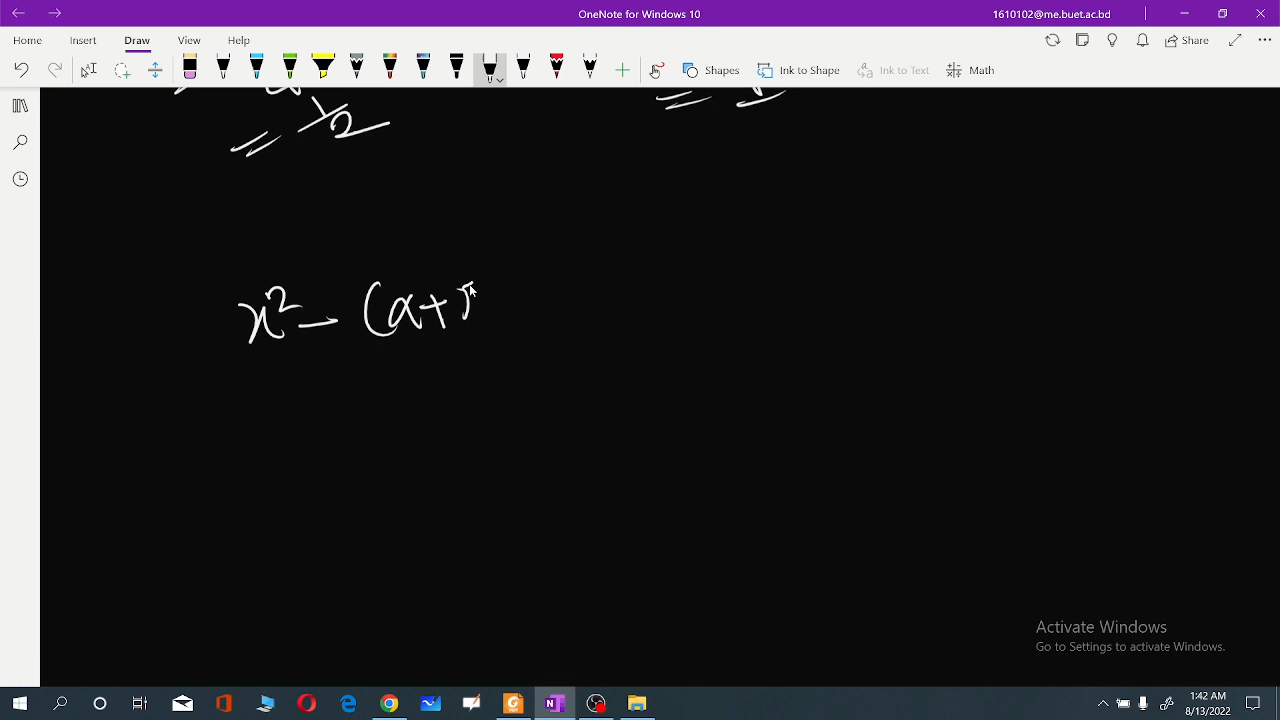 OneNote for Windows 10
1610102@me.buet.ac.bd
Home Insert Draw View Help
Share
Shapes
Ink to Shape
Ink to Text
Math
= 1/2
=
x² - (α+
Activate Windows
Go to Settings to activate Windows.
1:42 AM
8/13/2022